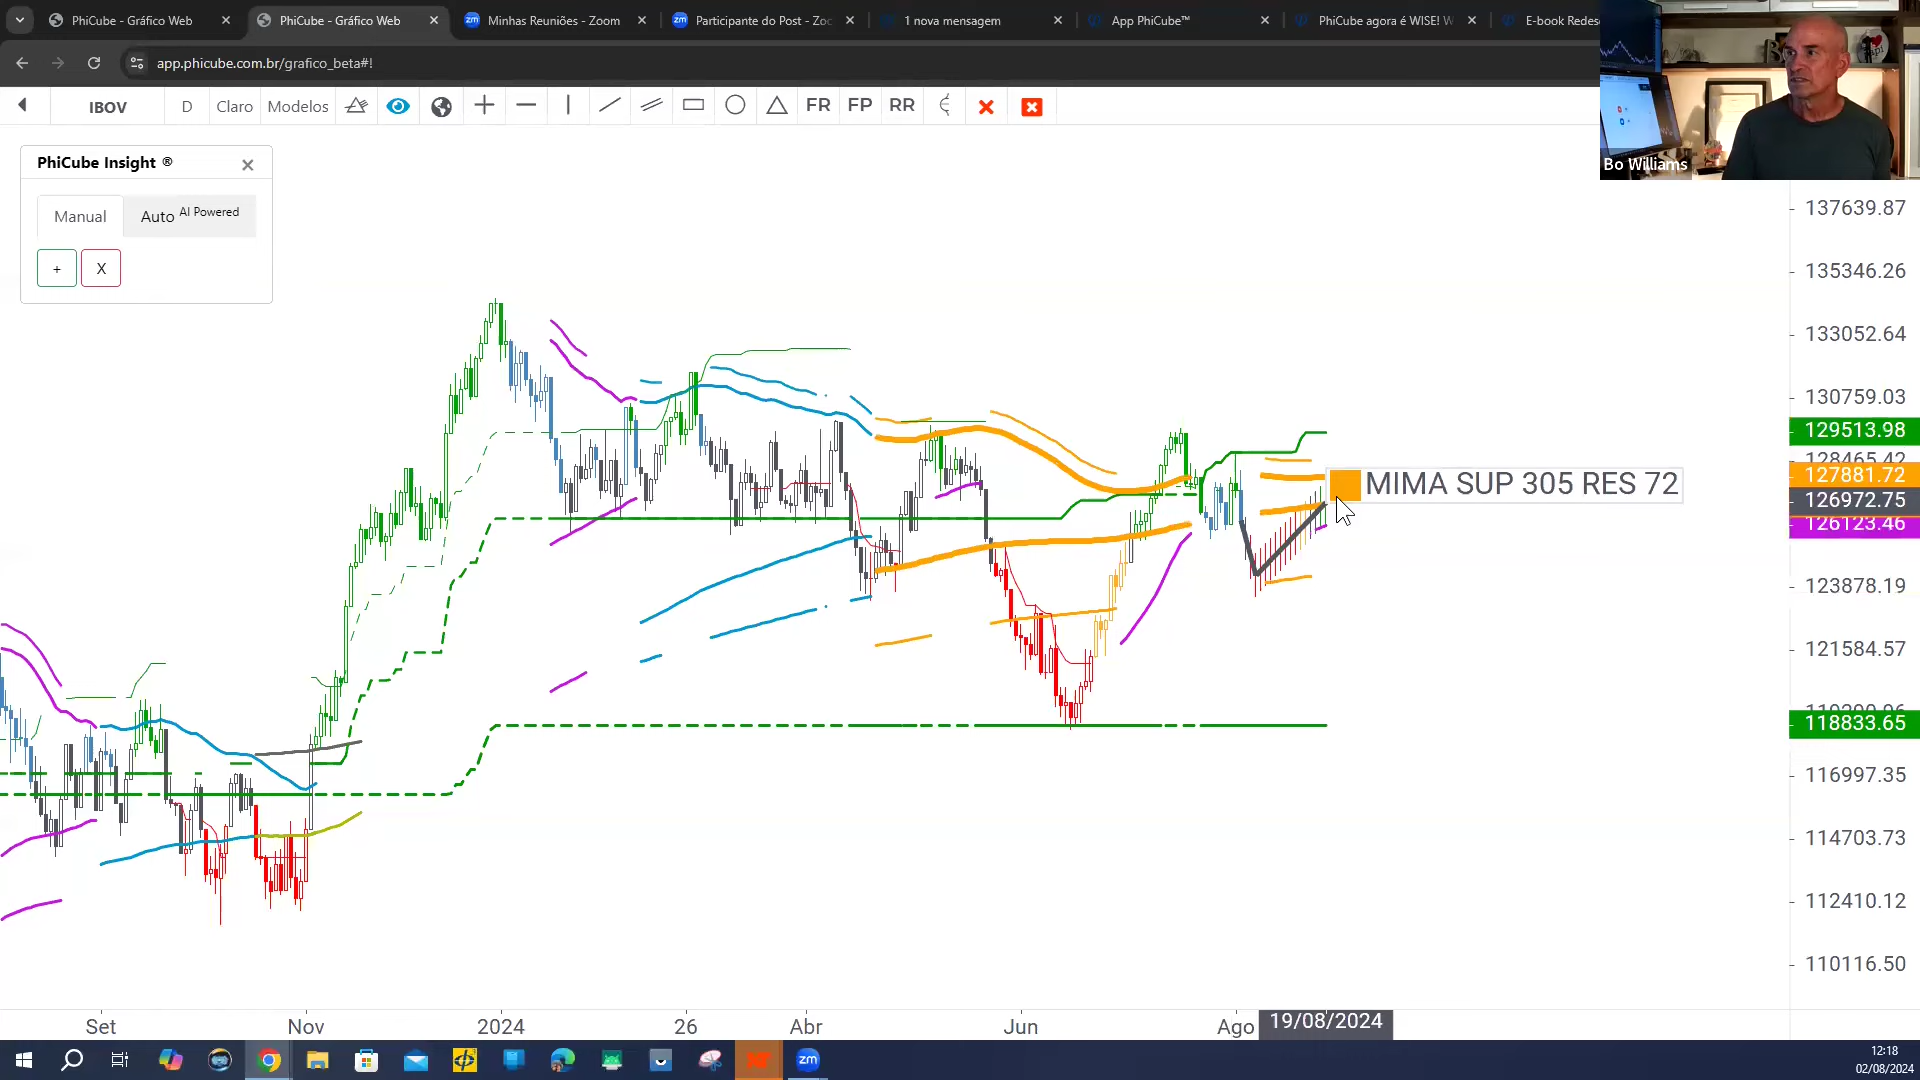 PhiCube - Gráfico Web
PhiCube - Gráfico Web
Minhas Reuniões - Zoom
Participante do Post - Zoo
1 nova mensagem
App PhiCube™
PhiCube agora é WISE! W
E-book Redes
app.phicube.com.br/grafico_beta#!
IBOV
D
Claro
Modelos
FR
FP
RR
Bo Williams
PhiCube Insight ®
Manual
Auto AI Powered
+
X
137639.87
135346.26
133052.64
130759.03
129513.98
128465.42
127881.72
MIMA SUP 305 RES 72
126972.75
126123.46
123878.19
121584.57
118833.65
116997.35
114703.73
112410.12
110116.50
Set
Nov
2024
26
Abr
Jun
Ago
19/08/2024
zm
12:18
02/08/2024